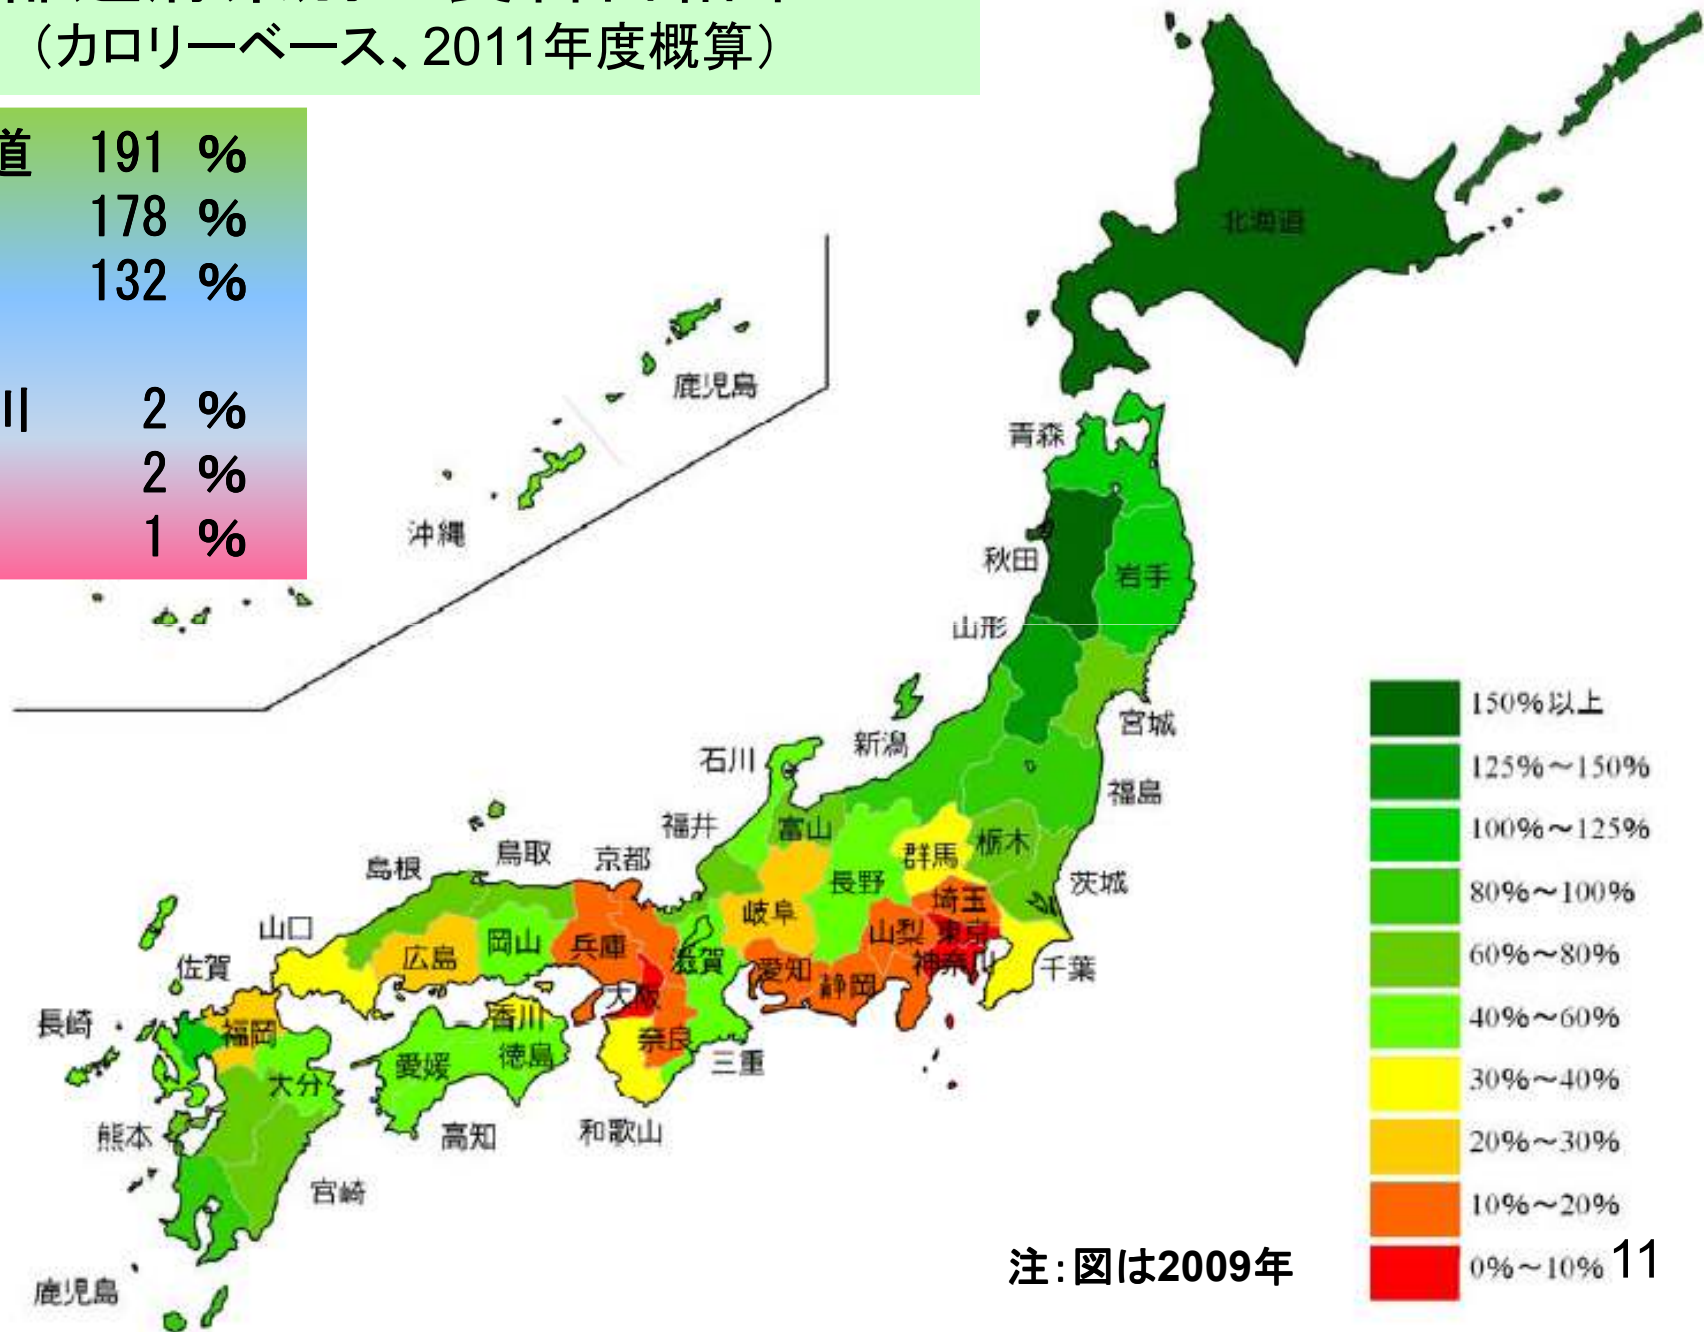 （カロリーベース、2011年度概算）
道 191 %
178 %
132 %
川 2 %
2 %
1 %
北海道
鹿児島
青森
沖縄
秋田
岩手
山形
宮城
新潟
石川
福島
福井
富山
群馬
栃木
鳥取
京都
島根
長野
茨城
埼玉
岐阜
山口
山梨
東京
岡山
兵庫
広島
滋賀
神奈川
千葉
佐賀
愛知
静岡
大阪
長崎
香川
福岡
奈良
徳島
愛媛
三重
大分
熊本
高知
和歌山
宮崎
鹿児島
150%以上
125%～150%
100%～125%
80%～100%
60%～80%
40%～60%
30%～40%
20%～30%
10%～20%
0%～10%
注：図は2009年
11